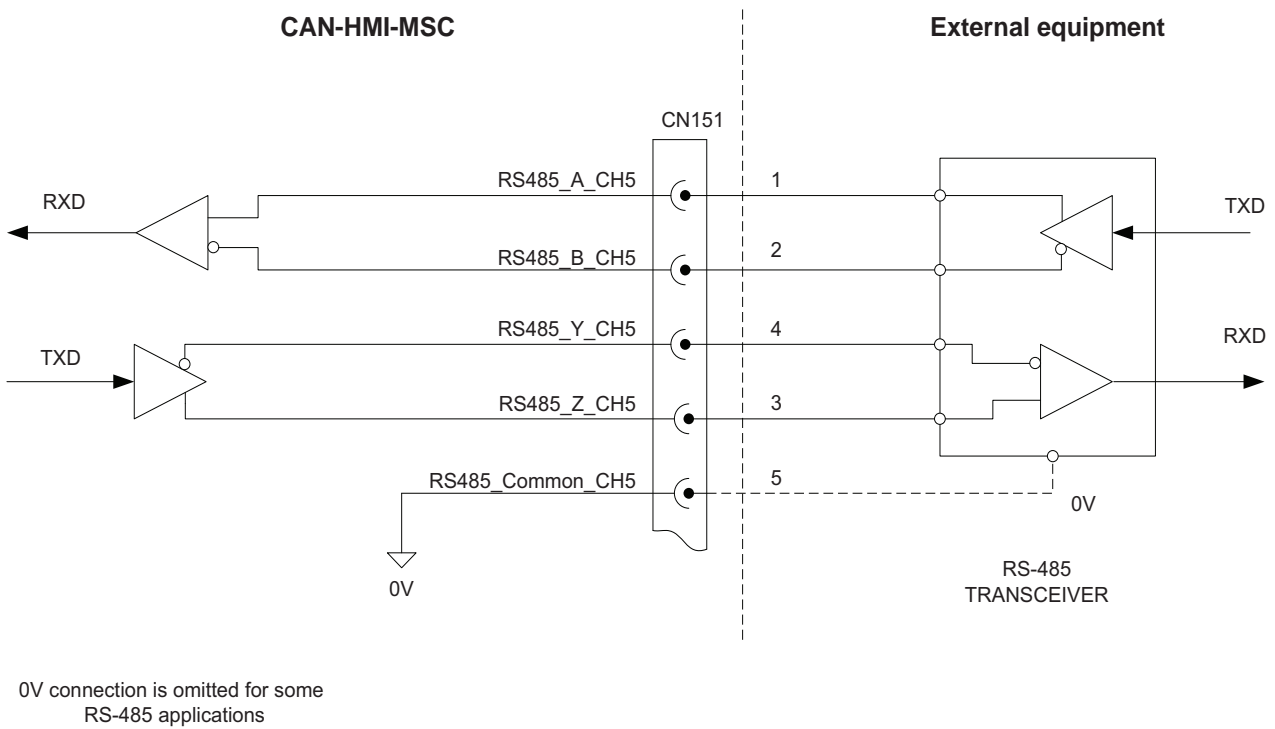 CAN-HMI-MSC
External equipment
CN151
RS485_A_CH5
1
RXD
TXD
RS485_B_CH5
2
RS485_Y_CH5
4
TXD
RXD
RS485_Z_CH5
3
RS485_Common_CH5
5
0V
0V
RS-485
TRANSCEIVER
0V connection is omitted for some
RS-485 applications